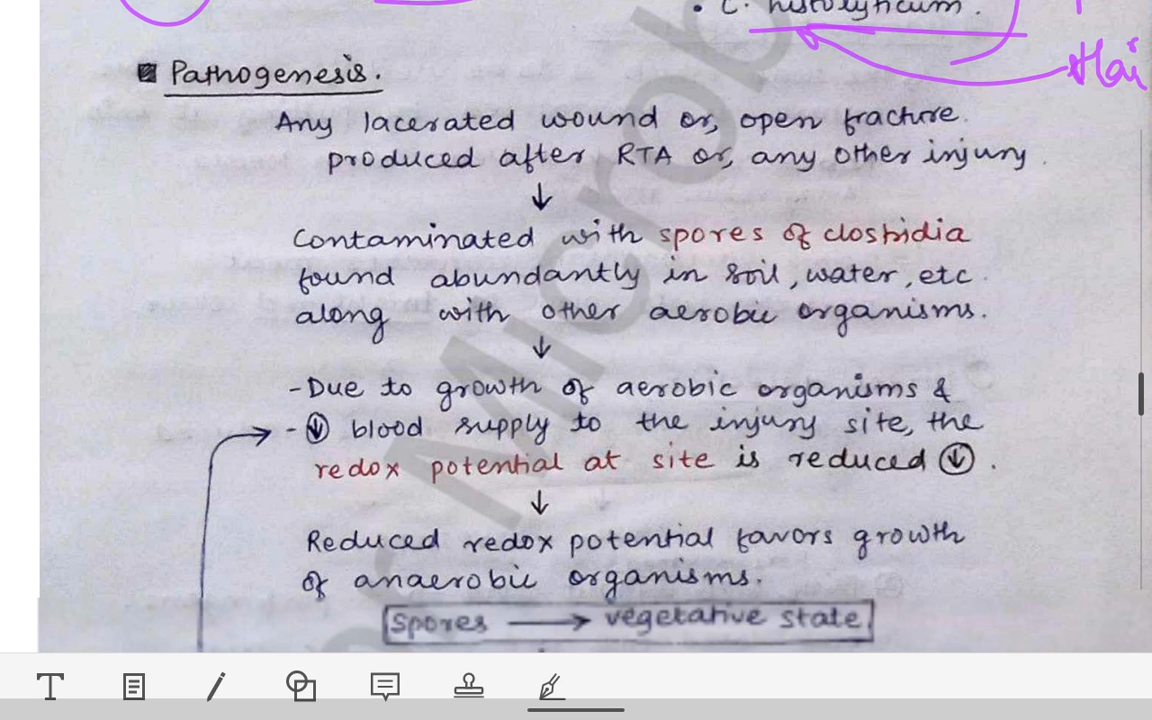 • C. histolyticum.
Pathogenesis.
Any lacerated wound or, open fracture.
produced after RTA or, any other injury.
↓
Contaminated with spores of clostridia
found abundantly in soil, water, etc.
along with other aerobic organisms.
↓
- Due to growth of aerobic organisms &
- ↓ blood supply to the injury site, the
redox potential at site is reduced ↓.
↓
Reduced redox potential favors growth
of anaerobic organisms.
Spores → vegetative state